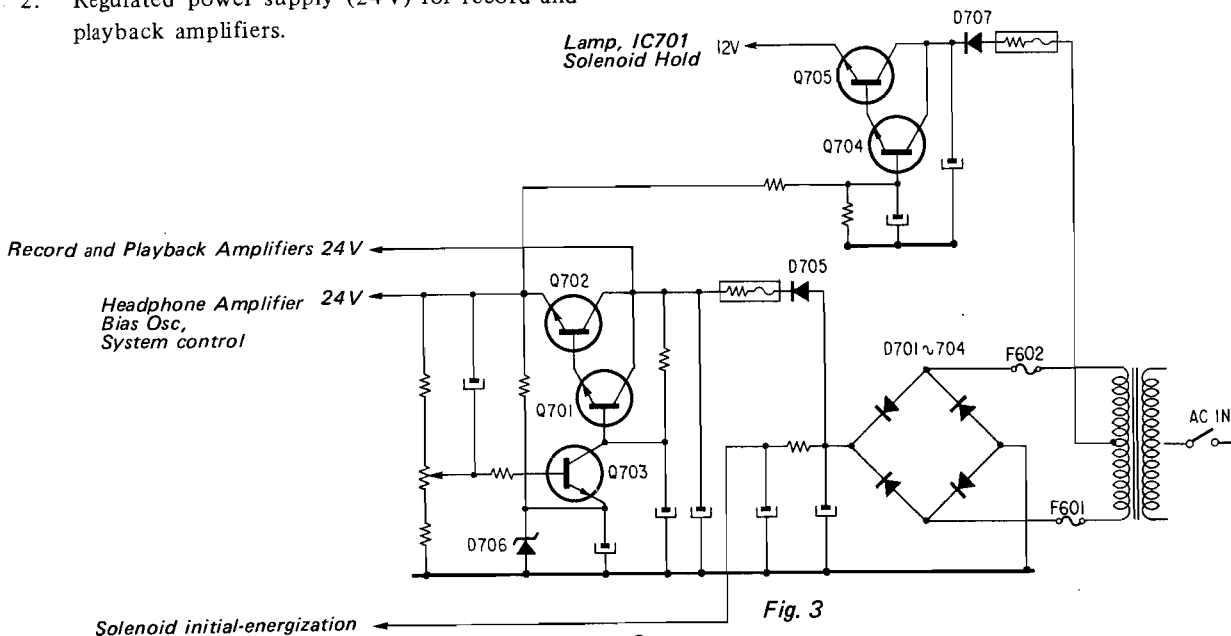 2. Regulated power supply (24 V) for record and
playback amplifiers.
D707
Lamp, IC701 12V
Solenoid Hold
Q705
Q704
Record and Playback Amplifiers 24V
D705
Q702
Headphone Amplifier 24V
Bias Osc,
System control
D701~704
F602
Q701
AC IN
Q703
F601
D706
Fig. 3
Solenoid initial-energization